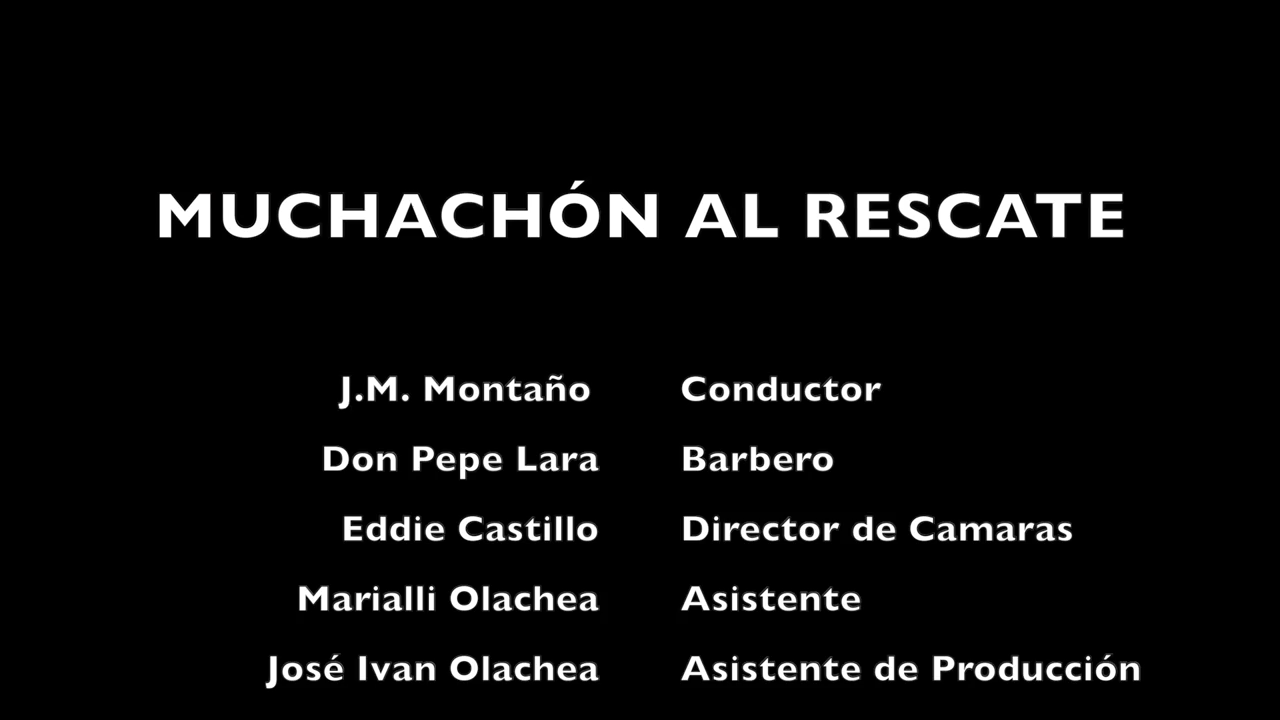 MUCHACHÓN AL RESCATE
J.M. Montaño Conductor
Don Pepe Lara Barbero
Eddie Castillo Director de Camaras
Marialli Olachea Asistente
José Ivan Olachea Asistente de Producción